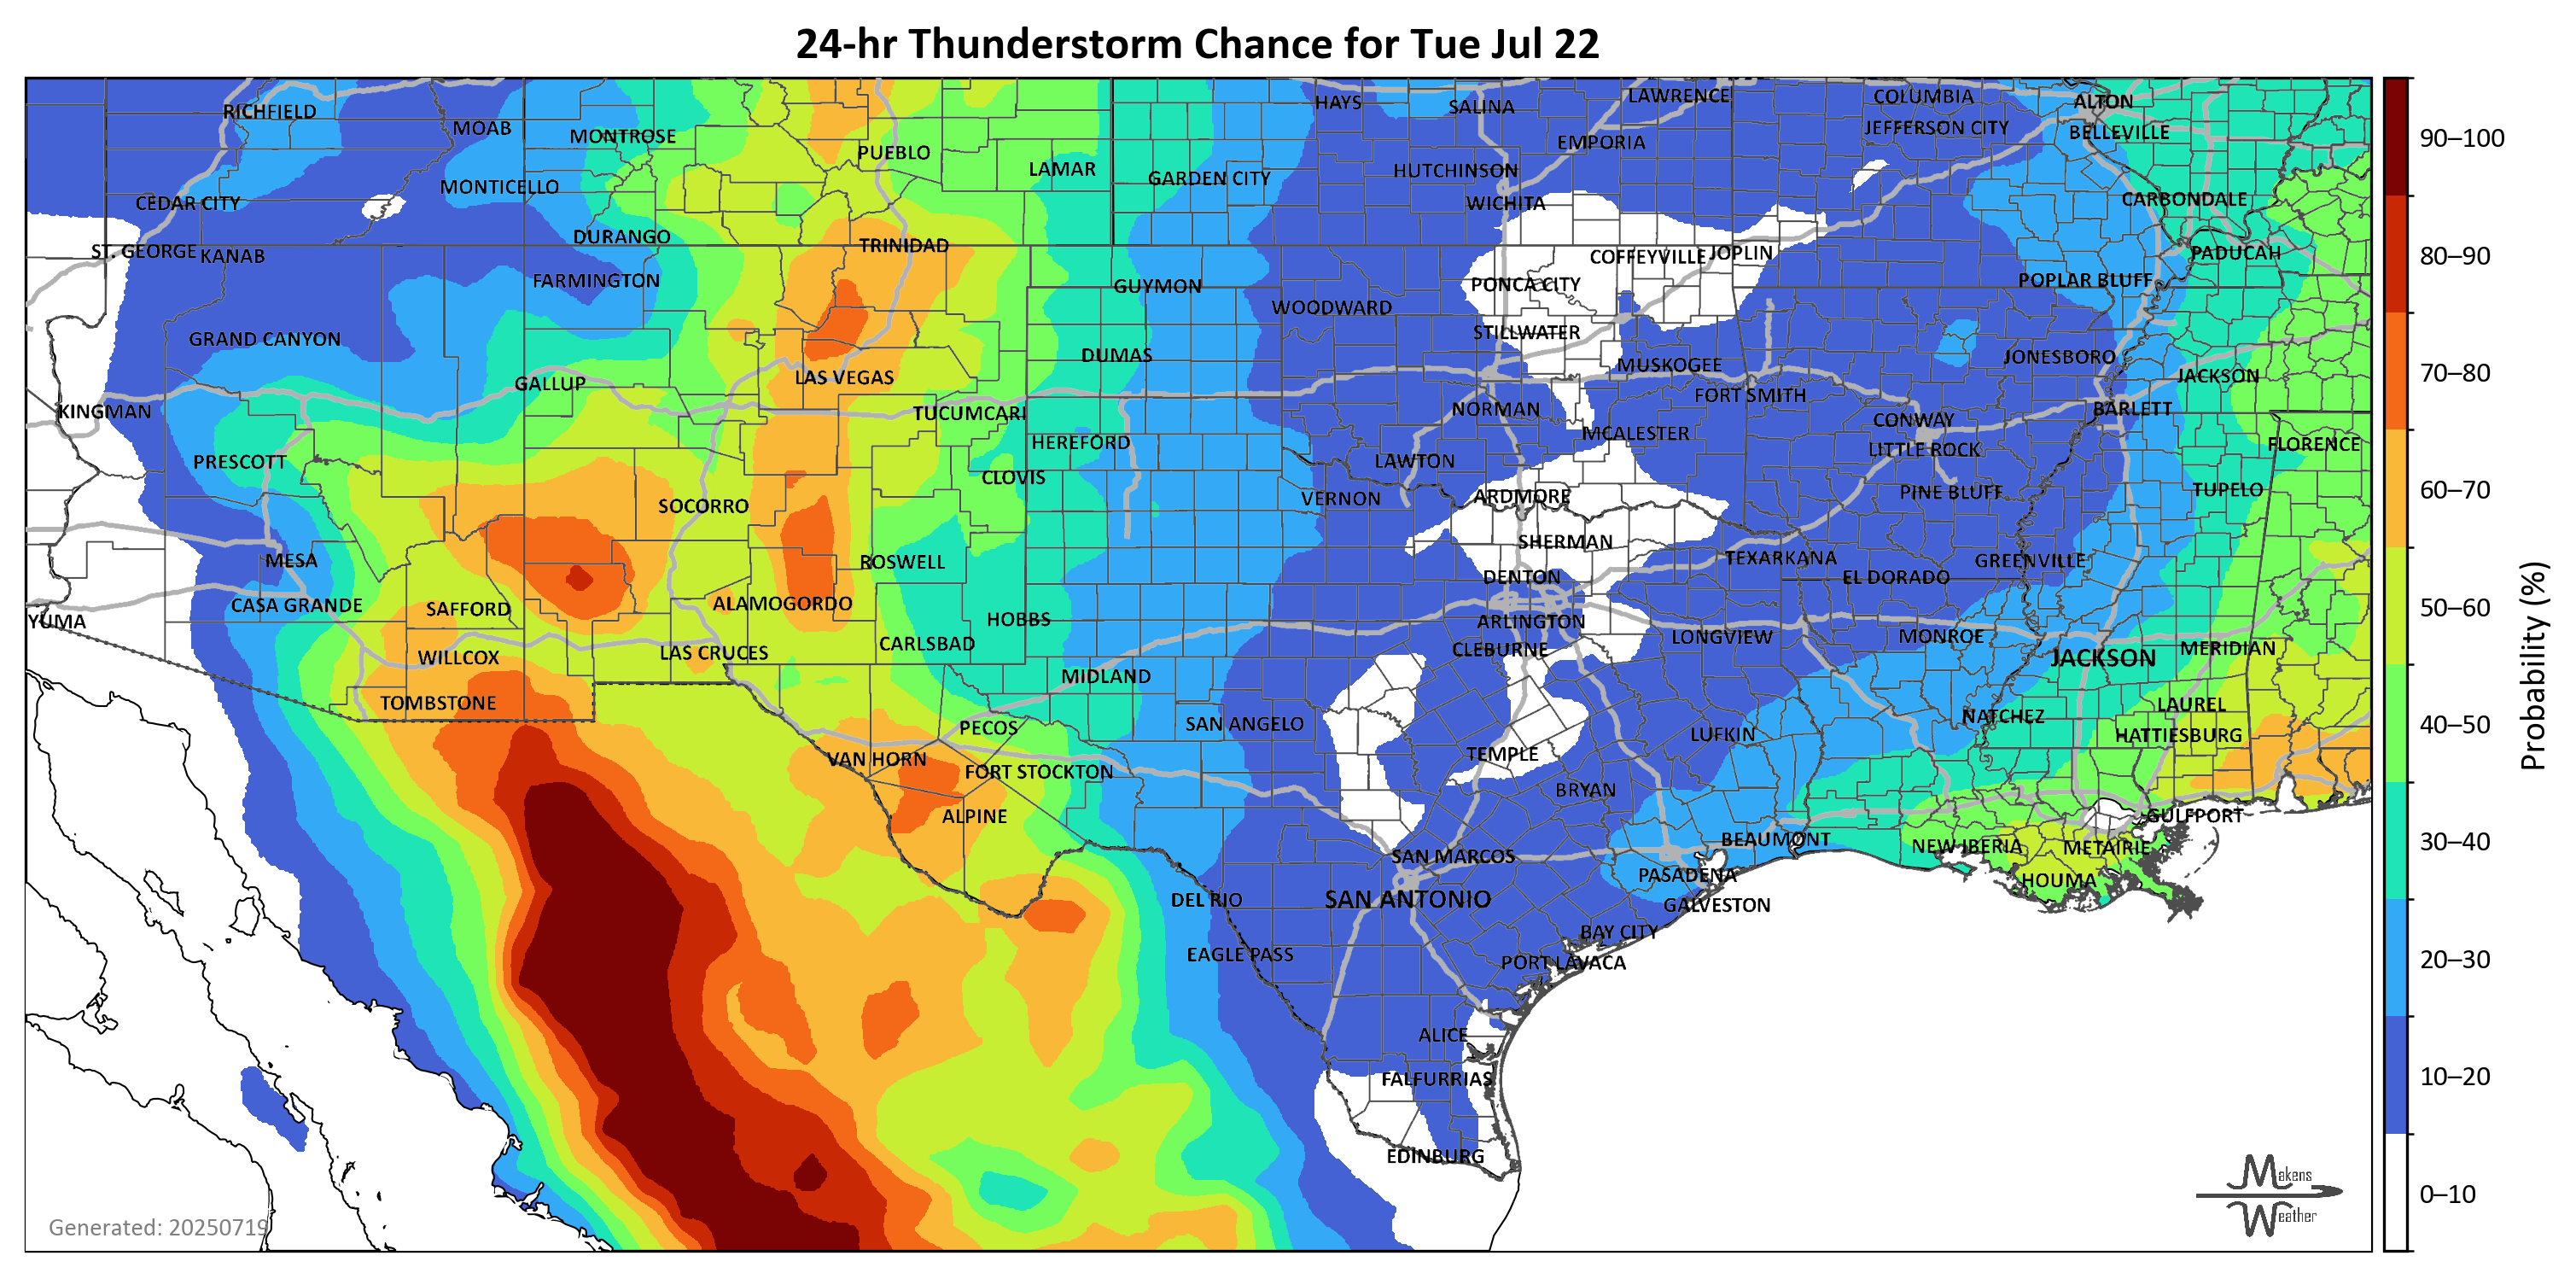 24-hr Thunderstorm Chance for Tue Jul 22
RICHFIELD
MOAB
MONTROSE
PUEBLO
LAMAR
GARDEN CITY
HAYS
SALINA
LAWRENCE
EMPORIA
HUTCHINSON
WICHITA
COLUMBIA
JEFFERSON CITY
ALTON
BELLEVILLE
CARBONDALE
PADUCAH
POPLAR BLUFF
CEDAR CITY
MONTICELLO
ST. GEORGE
KANAB
DURANGO
FARMINGTON
TRINIDAD
GUYMON
WOODWARD
PONCA CITY
COFFEYVILLE
JOPLIN
STILLWATER
MUSKOGEE
FORT SMITH
JONESBORO
JACKSON
BARLETT
GRAND CANYON
GALLUP
LAS VEGAS
DUMAS
KINGMAN
TUCUMCARI
HEREFORD
NORMAN
MCALESTER
CONWAY
LITTLE ROCK
FLORENCE
PRESCOTT
SOCORRO
CLOVIS
LAWTON
VERNON
ARDMORE
PINE BLUFF
TUPELO
MESA
ROSWELL
SHERMAN
DENTON
TEXARKANA
EL DORADO
GREENVILLE
CASA GRANDE
SAFFORD
ALAMOGORDO
HOBBS
YUMA
ARLINGTON
CLEBURNE
LONGVIEW
MONROE
JACKSON
MERIDIAN
WILLCOX
LAS CRUCES
CARLSBAD
MIDLAND
TOMBSTONE
PECOS
SAN ANGELO
TEMPLE
LUFKIN
NATCHEZ
LAUREL
HATTIESBURG
VAN HORN
FORT STOCKTON
ALPINE
BRYAN
BEAUMONT
GULFPORT
NEW IBERIA
METAIRIE
HOUMA
SAN MARCOS
PASADENA
GALVESTON
DEL RIO
SAN ANTONIO
BAY CITY
EAGLE PASS
PORT LAVACA
ALICE
FALFURRIAS
EDINBURG
90–100
80–90
70–80
60–70
50–60
40–50
30–40
20–30
10–20
0–10
Probability (%)
Generated: 20250719
Makens
Weather